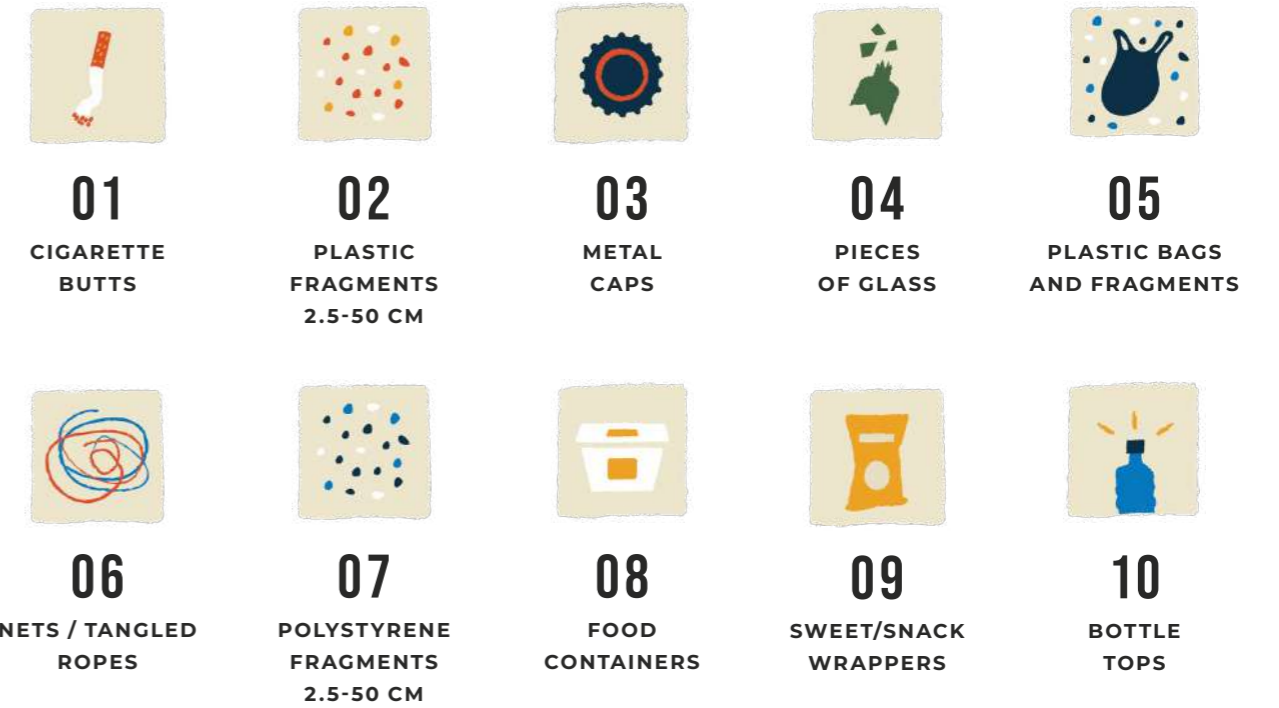 01
CIGARETTE
BUTTS
02
PLASTIC
FRAGMENTS
2.5-50 CM
03
METAL
CAPS
04
PIECES
OF GLASS
05
PLASTIC BAGS
AND FRAGMENTS
06
NETS / TANGLED
ROPES
07
POLYSTYRENE
FRAGMENTS
2.5-50 CM
08
FOOD
CONTAINERS
09
SWEET/SNACK
WRAPPERS
10
BOTTLE
TOPS